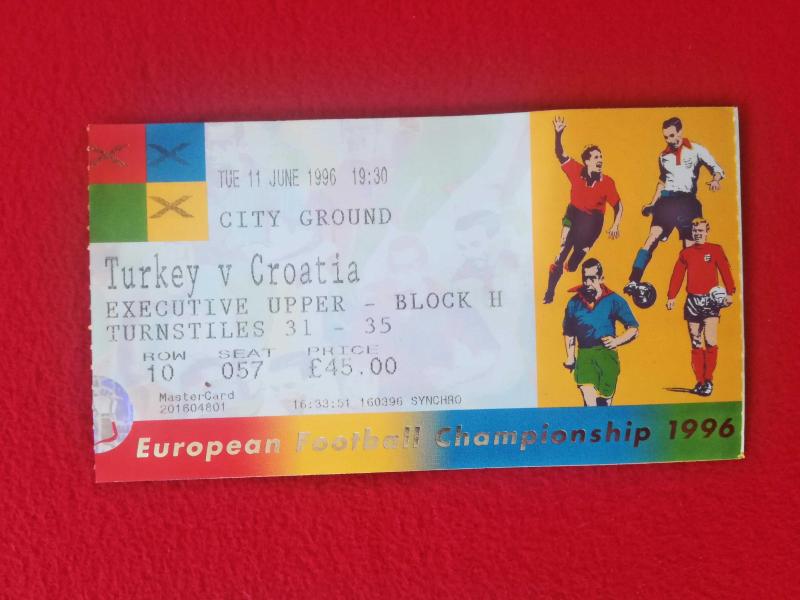 TUE 11 JUNE 1996 19:30
CITY GROUND
Turkey v Croatia
EXECUTIVE UPPER - BLOCK H
TURNSTILES 31 - 35
ROW SEAT PRICE
10 057 £45.00
MasterCard
201604801 16:33:51 160396 SYNCHRO
European Football Championship 1996